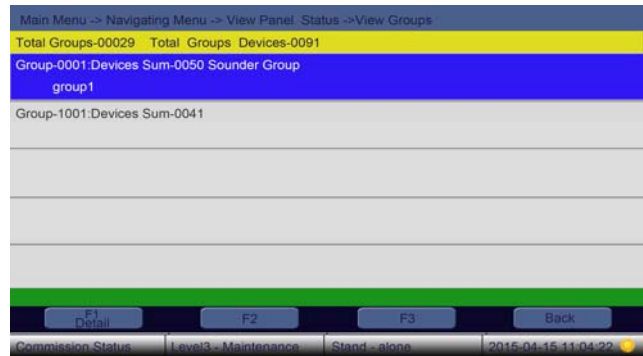 Main Menu -> Navigating Menu -> View Panel Status ->View Groups
Total Groups-00029 Total Groups Devices-0091
Group-0001:Devices Sum-0050 Sounder Group
group1
Group-1001:Devices Sum-0041
F1
Detail
F2
F3
Back
Commission Status
Level3 - Maintenance
Stand - alone
2015-04-15 11:04:22